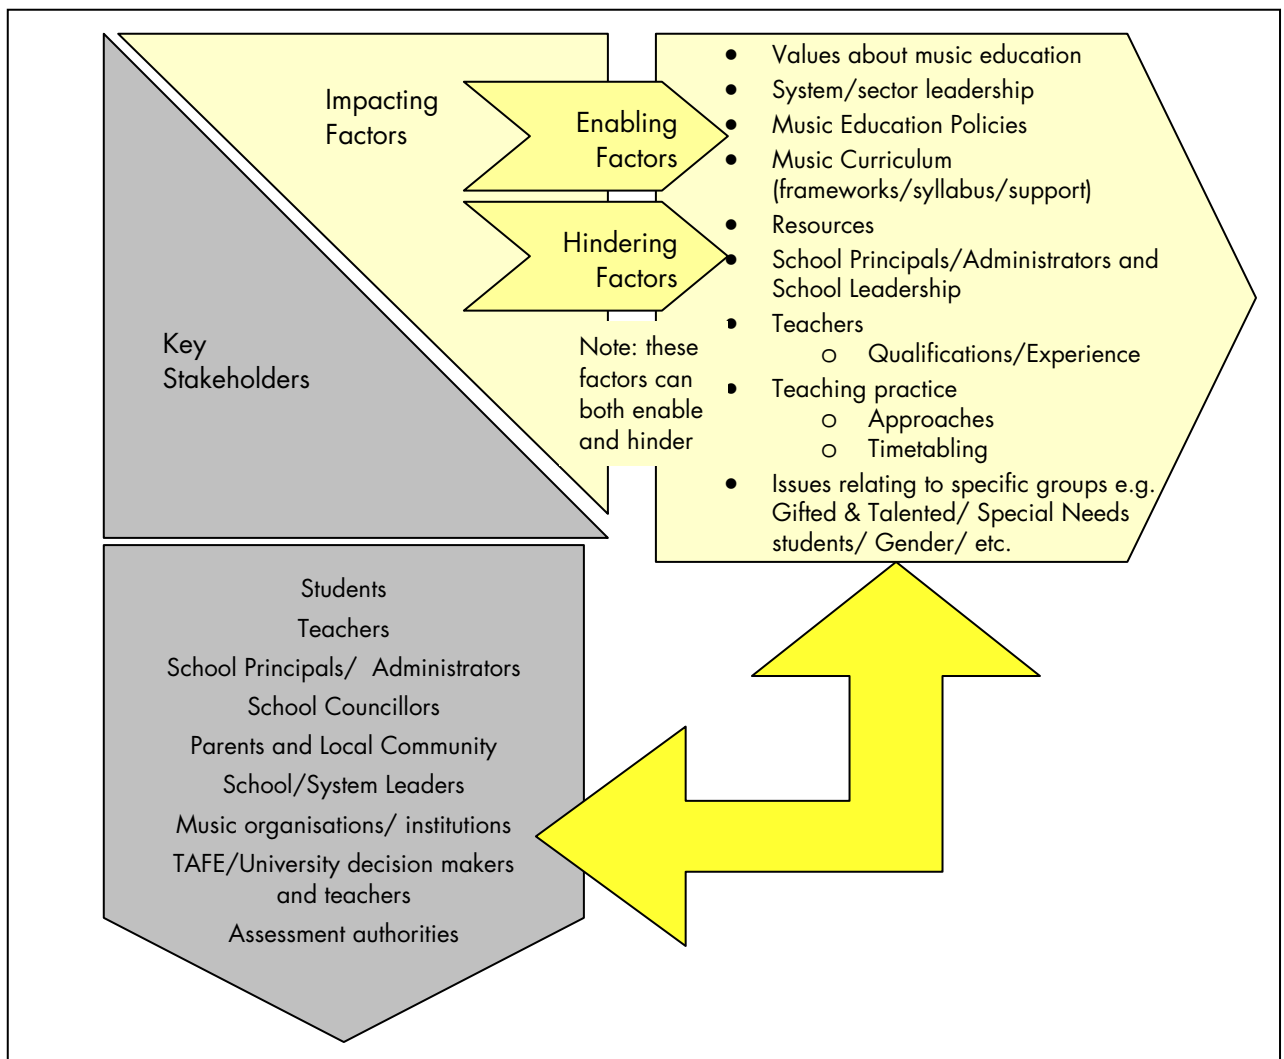 Impacting
Factors
Enabling
Factors
Hindering
Factors
Note: these
factors can
both enable
and hinder
• Values about music education
• System/sector leadership
• Music Education Policies
• Music Curriculum
(frameworks/syllabus/support)
• Resources
• School Principals/Administrators and
School Leadership
• Teachers
o Qualifications/Experience
• Teaching practice
o Approaches
o Timetabling
• Issues relating to specific groups e.g.
Gifted & Talented/ Special Needs
students/ Gender/ etc.
Key
Stakeholders
Students
Teachers
School Principals/ Administrators
School Councillors
Parents and Local Community
School/System Leaders
Music organisations/ institutions
TAFE/University decision makers
and teachers
Assessment authorities